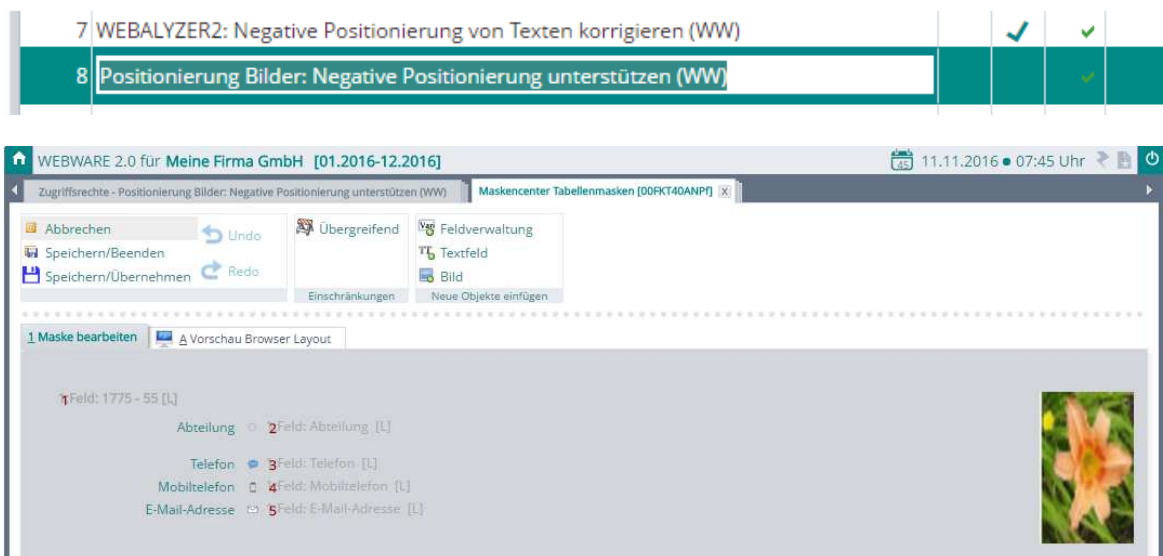 7 WEBALYZER2: Negative Positionierung von Texten korrigieren (WW)
8 Positionierung Bilder: Negative Positionierung unterstützen (WW)
WEBWARE 2.0 für Meine Firma GmbH [01.2016-12.2016] 45 11.11.2016 • 07:45 Uhr
Zugriffsrechte - Positionierung Bilder: Negative Positionierung unterstützen (WW) Maskencenter Tabellenmasken [00FKT40ANPf] x
Abbrechen Undo Übergreifend Var Feldverwaltung
Speichern/Beenden Textfeld
Speichern/Übernehmen Redo Bild
Einschränkungen Neue Objekte einfügen
1 Maske bearbeiten A Vorschau Browser Layout
1 Feld: 1775 - 55 [L]
Abteilung 2 Feld: Abteilung [L]
Telefon 3 Feld: Telefon [L]
Mobiltelefon 4 Feld: Mobiltelefon [L]
E-Mail-Adresse 5 Feld: E-Mail-Adresse [L]